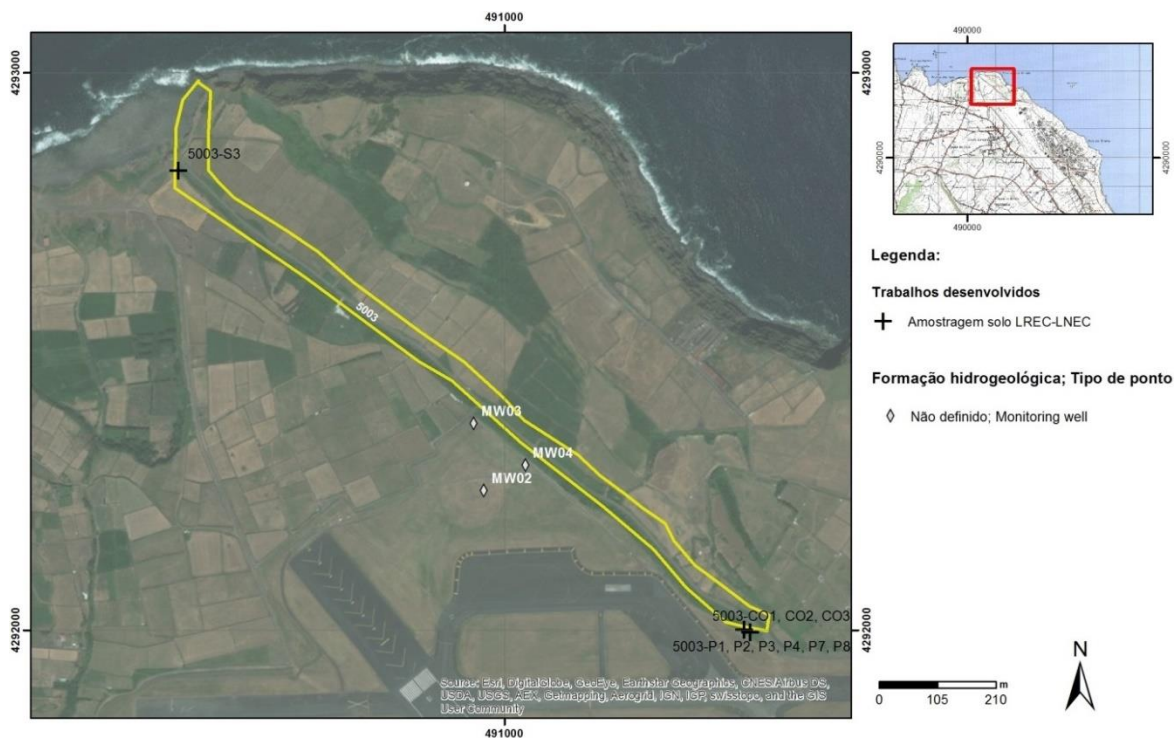 491000
4293000
4293000
5003-S3
5003
MW03
MW04
MW02
5003-CO1, CO2, CO3
4292000
4292000
5003-P1, P2, P3, P4, P7, P8
Source: Esri, DigitalGlobe, GeoEye, Earthstar Geographics, CNES/Airbus DS,
USDA, USGS, AEX, Getmapping, Aerogrid, IGN, IGP, swisstopo, and the GIS
User Community
491000
490000
4290000
4290000
490000
Legenda:
Trabalhos desenvolvidos
Amostragem solo LREC-LNEC
Formação hidrogeológica; Tipo de ponto
Não definido; Monitoring well
N
0 105 210 m